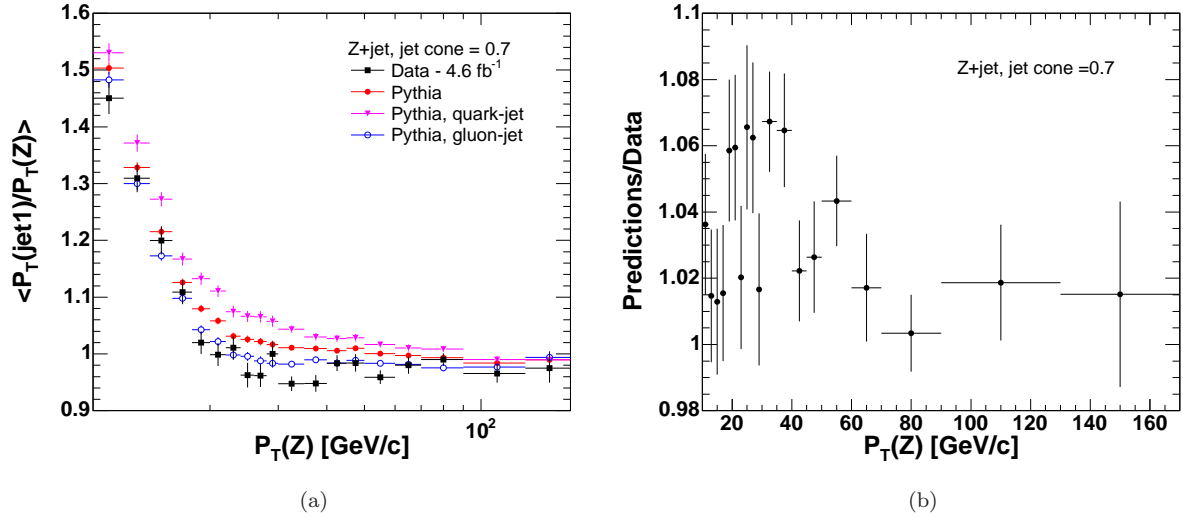 1.6
1.5
1.4
1.3
1.2
1.1
1
0.9
<P_T(jet1)/P_T(Z)>
Z+jet, jet cone = 0.7
Data - 4.6 fb^-1
Pythia
Pythia, quark-jet
Pythia, gluon-jet
10^2
P_T(Z) [GeV/c]
(a)
1.1
1.08
1.06
1.04
1.02
1
0.98
Predictions/Data
Z+jet, jet cone =0.7
20 40 60 80 100 120 140 160
P_T(Z) [GeV/c]
(b)